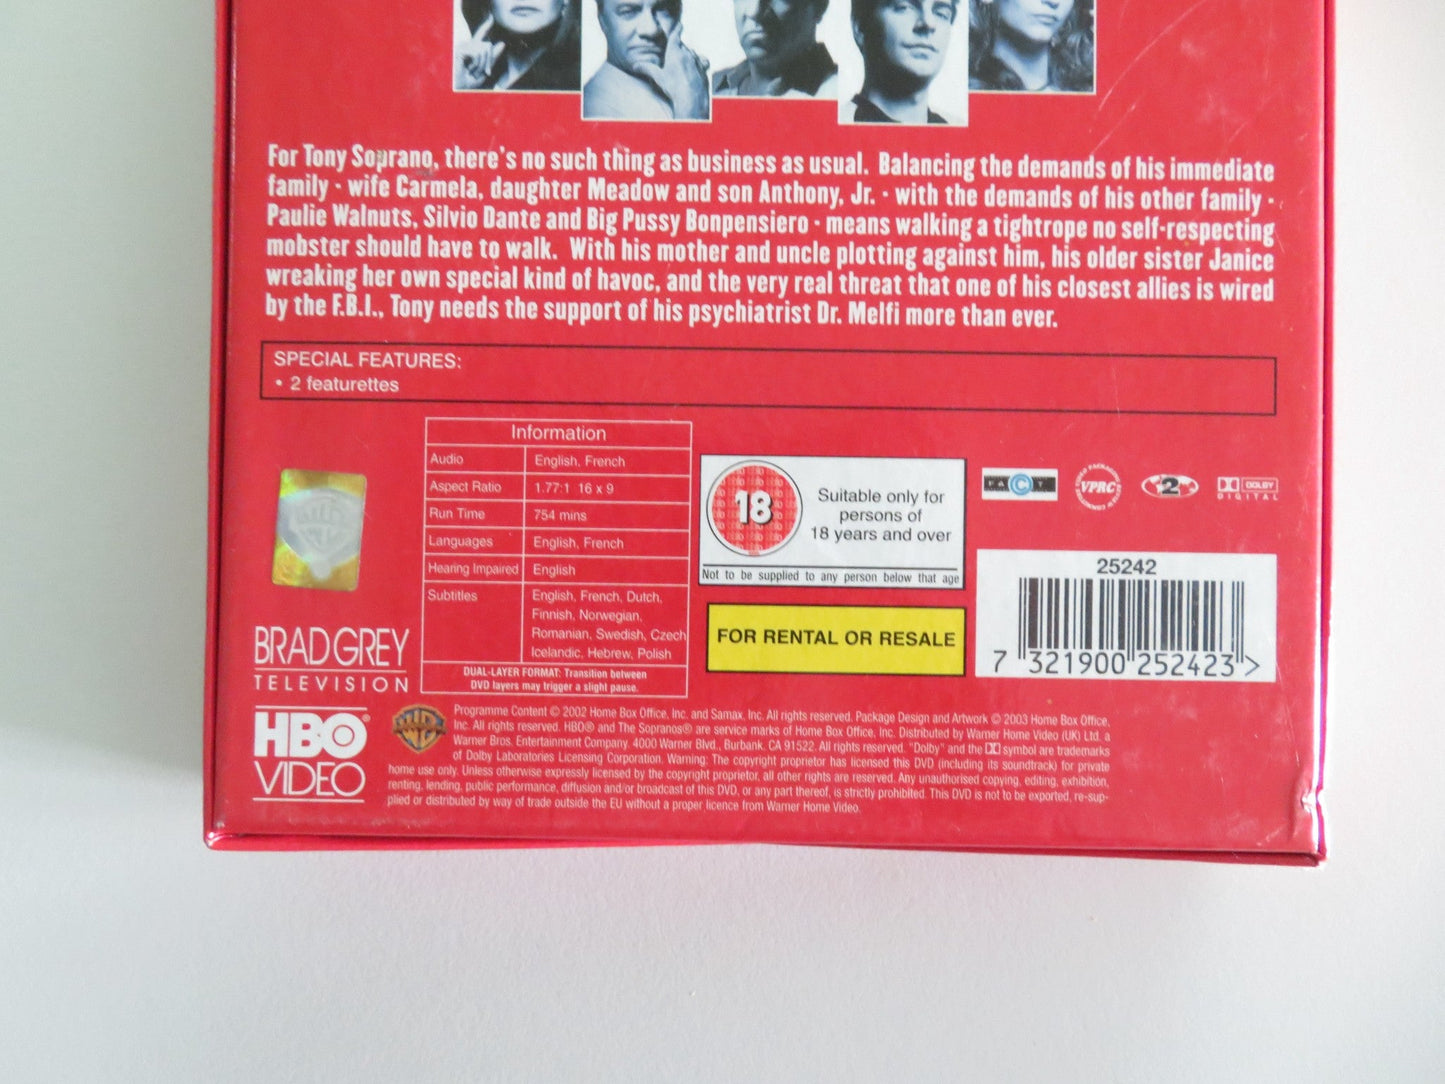 For Tony Soprano, there's no such thing as business as usual. Balancing the demands of his immediate
family - wife Carmela, daughter Meadow and son Anthony, Jr. - with the demands of his other family -
Paulie Walnuts, Silvio Dante and Big Pussy Bonpensiero - means walking a tightrope no self-respecting
mobster should have to walk. With his mother and uncle plotting against him, his older sister Janice
wreaking her own special kind of havoc, and the very real threat that one of his closest allies is wired
by the F.B.I., Tony needs the support of his psychiatrist Dr. Melfi more than ever.
SPECIAL FEATURES:
• 2 featurettes
Information
Audio English, French
Aspect Ratio 1.77:1 16 x 9
Run Time 754 mins
Languages English, French
Hearing Impaired English
Subtitles English, French, Dutch,
Finnish, Norwegian,
Romanian, Swedish, Czech
Icelandic, Hebrew, Polish
DUAL-LAYER FORMAT: Transition between
DVD layers may trigger a slight pause.
18
Suitable only for
persons of
18 years and over
Not to be supplied to any person below that age
FOR RENTAL OR RESALE
FACT
VPRC
2
DOLBY
DIGITAL
25242
7 321900 252423 >
BRAD GREY
TELEVISION
HBO®
VIDEO
Programme Content © 2002 Home Box Office, Inc. and Samax, Inc. All rights reserved. Package Design and Artwork © 2003 Home Box Office,
Inc. All rights reserved. HBO® and The Sopranos® are service marks of Home Box Office, Inc. Distributed by Warner Home Video (UK) Ltd. a
Warner Bros. Entertainment Company, 4000 Warner Blvd., Burbank, CA 91522. All rights reserved. "Dolby" and the symbol are trademarks
of Dolby Laboratories Licensing Corporation. Warning: The copyright proprietor has licensed this DVD (including its soundtrack) for private
home use only. Unless otherwise expressly licensed by the copyright proprietor, all other rights are reserved. Any unauthorised copying, editing, exhibition,
renting, lending, public performance, diffusion and/or broadcast of this DVD, or any part thereof, is strictly prohibited. This DVD is not to be exported, re-sup-
plied or distributed by way of trade outside the EU without a proper licence from Warner Home Video.